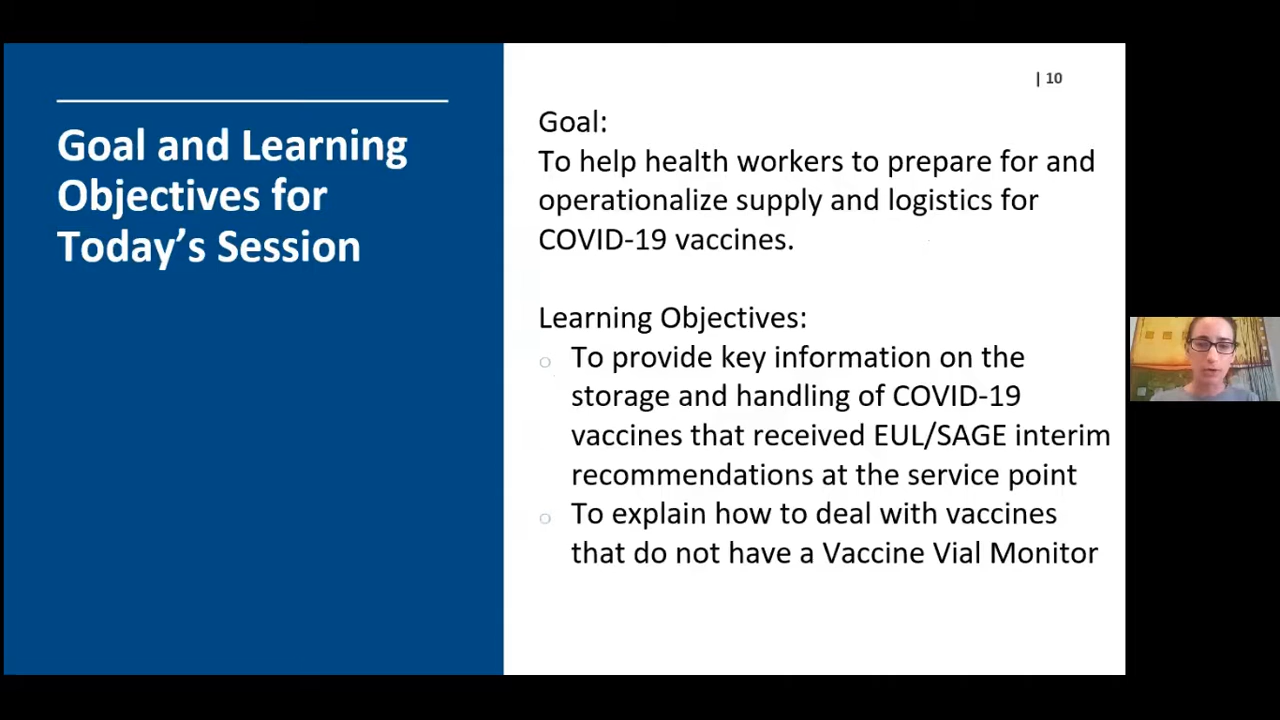 | 10
Goal and Learning
Objectives for
Today's Session
Goal:
To help health workers to prepare for and
operationalize supply and logistics for
COVID-19 vaccines.
Learning Objectives:
To provide key information on the
storage and handling of COVID-19
vaccines that received EUL/SAGE interim
recommendations at the service point
To explain how to deal with vaccines
that do not have a Vaccine Vial Monitor